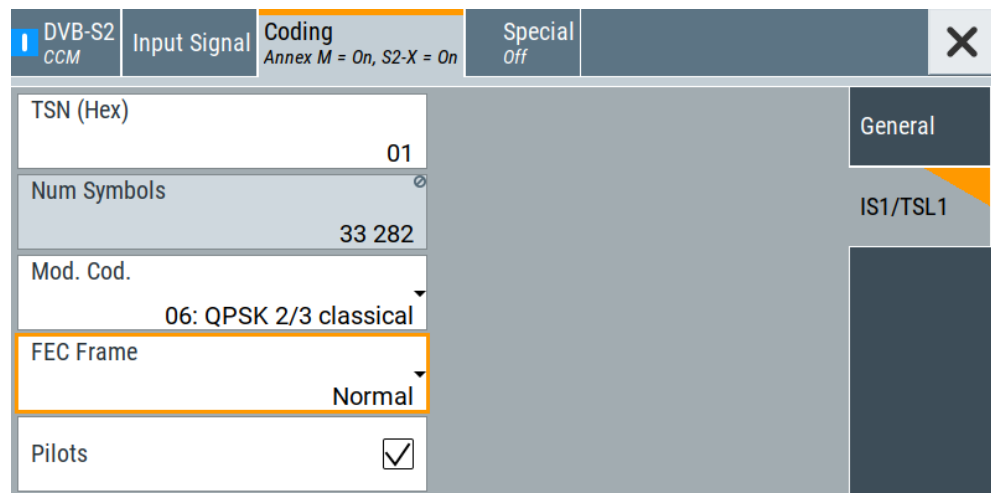 DVB-S2
CCM
Input Signal
Coding
Annex M = On, S2-X = On
Special
Off
TSN (Hex)
01
Num Symbols
33 282
Mod. Cod.
06: QPSK 2/3 classical
FEC Frame
Normal
Pilots
General
IS1/TSL1